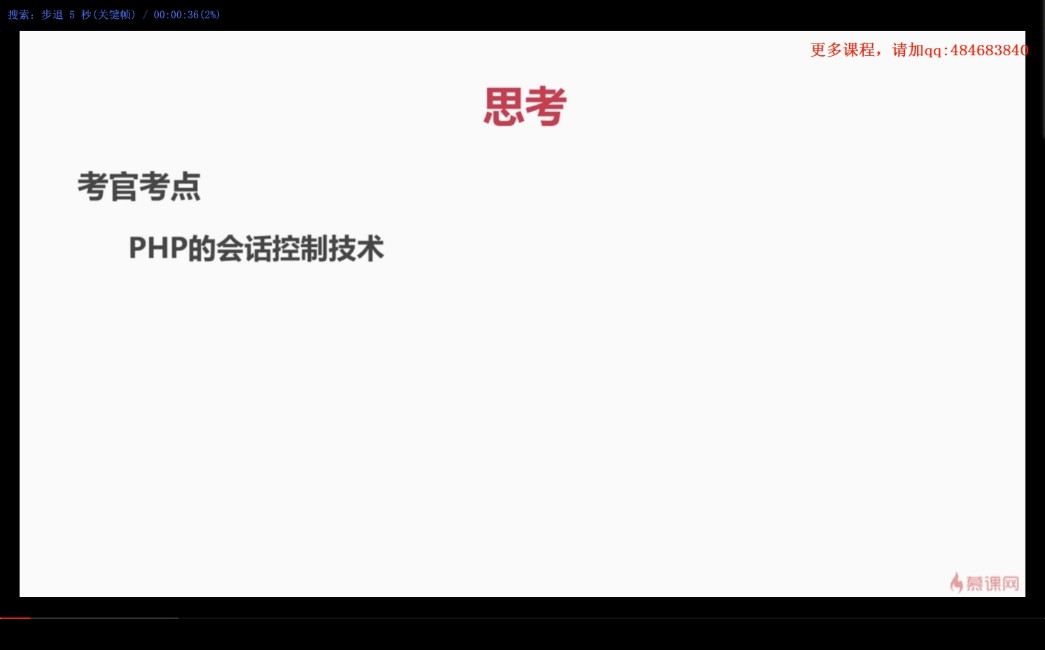 搜索: 步退 5 秒(关键帧) / 00:00:36(2%)
更多课程，请加qq:484683840
思考
考官考点
PHP的会话控制技术
慕课网